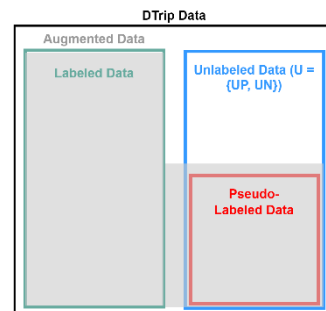 DTrip Data
Augmented Data
Labeled Data
Unlabeled Data (U =
{UP, UN})
Pseudo-
Labeled Data